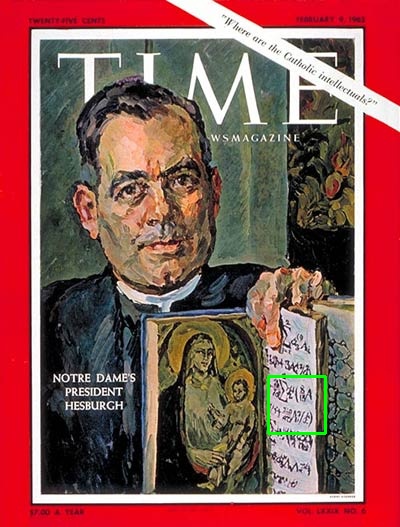 TWENTY-FIVE CENTS
FEBRUARY 9, 1962
"Where are the Catholic intellectuals?"
TIME
WSMAGAZINE
NOTRE DAME'S
PRESIDENT
HESBURGH
$7.00 A YEAR
VOL. LXXIX NO. 6